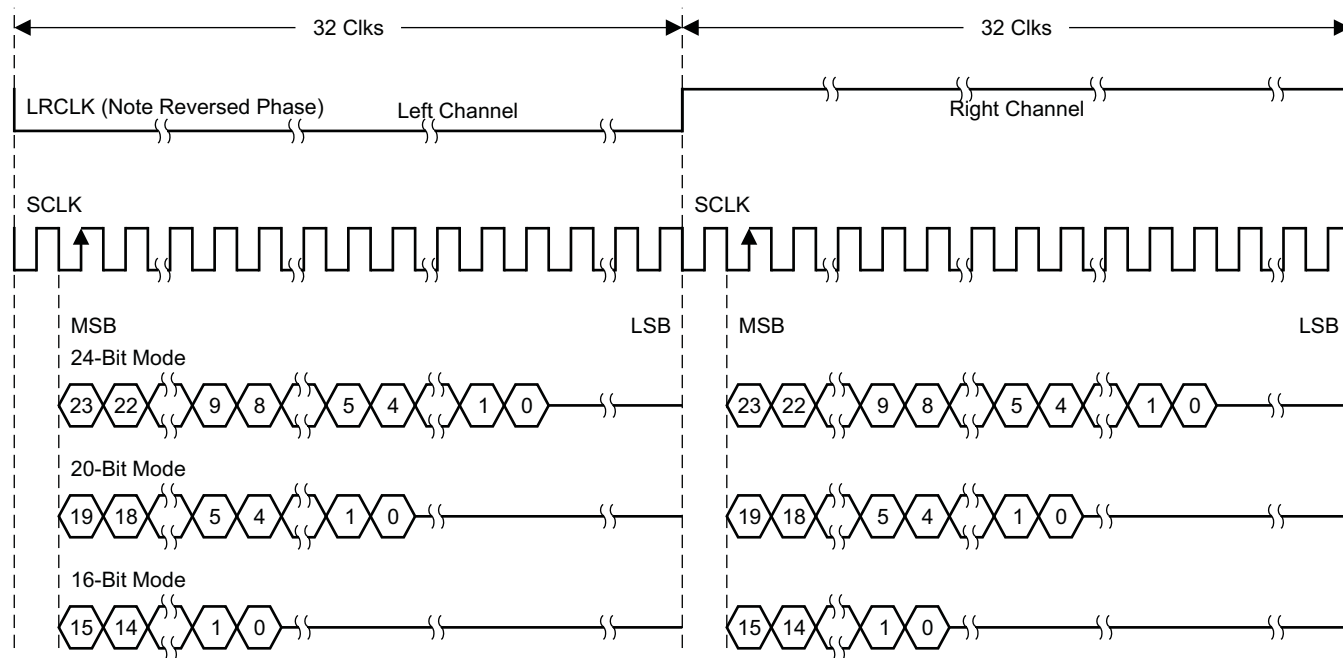 32 Clks 32 Clks
LRCLK (Note Reversed Phase) Left Channel Right Channel
SCLK SCLK
MSB LSB MSB LSB
24-Bit Mode
23 22 9 8 5 4 1 0 23 22 9 8 5 4 1 0
20-Bit Mode
19 18 5 4 1 0 19 18 5 4 1 0
16-Bit Mode
15 14 1 0 15 14 1 0